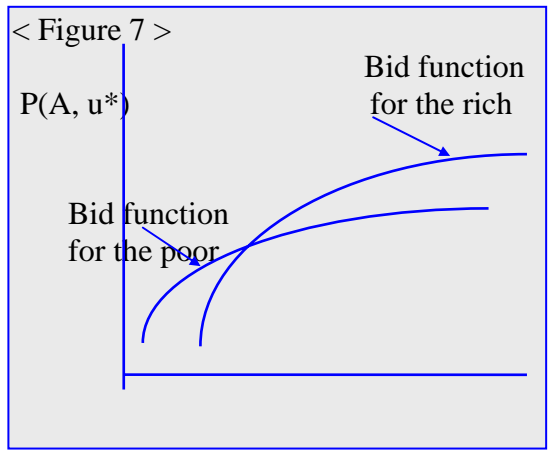 < Figure 7 >
Bid function
for the rich
P(A, u*)
Bid function
for the poor